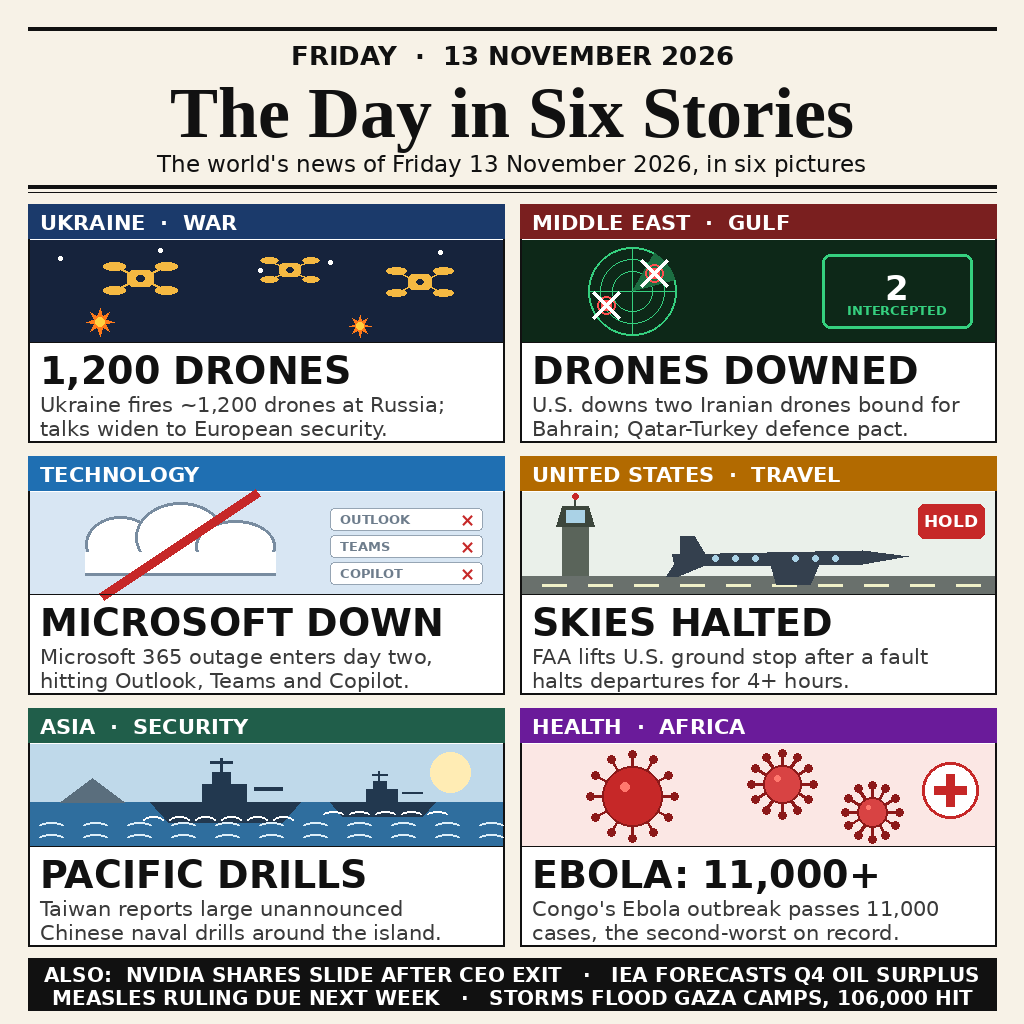 FRIDAY · 13 NOVEMBER 2026
The Day in Six Stories
The world's news of Friday 13 November 2026, in six pictures
UKRAINE · WAR
1,200 DRONES
Ukraine fires ~1,200 drones at Russia;
talks widen to European security.
MIDDLE EAST · GULF
2
INTERCEPTED
DRONES DOWNED
U.S. downs two Iranian drones bound for
Bahrain; Qatar-Turkey defence pact.
TECHNOLOGY
OUTLOOK ×
TEAMS ×
COPILOT ×
MICROSOFT DOWN
Microsoft 365 outage enters day two,
hitting Outlook, Teams and Copilot.
UNITED STATES · TRAVEL
HOLD
SKIES HALTED
FAA lifts U.S. ground stop after a fault
halts departures for 4+ hours.
ASIA · SECURITY
PACIFIC DRILLS
Taiwan reports large unannounced
Chinese naval drills around the island.
HEALTH · AFRICA
EBOLA: 11,000+
Congo's Ebola outbreak passes 11,000
cases, the second-worst on record.
ALSO: NVIDIA SHARES SLIDE AFTER CEO EXIT · IEA FORECASTS Q4 OIL SURPLUS
MEASLES RULING DUE NEXT WEEK · STORMS FLOOD GAZA CAMPS, 106,000 HIT